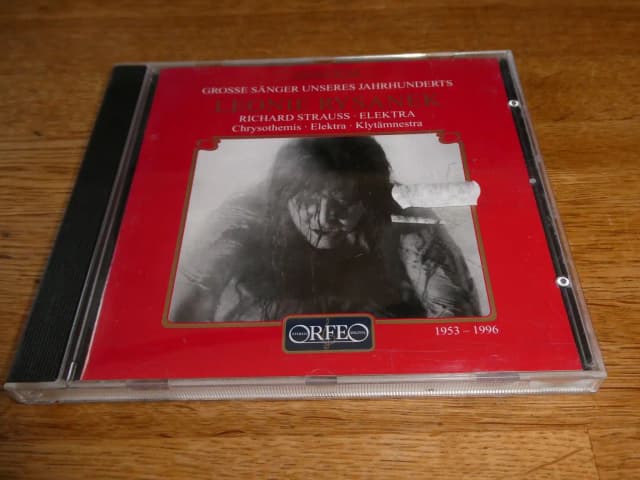 GROSSE SÄNGER UNSERES JAHRHUNDERTS
LEONIE RYSANEK
RICHARD STRAUSS · ELEKTRA
Chrysothemis · Elektra · Klytämnestra
ORFEO
1953 – 1996